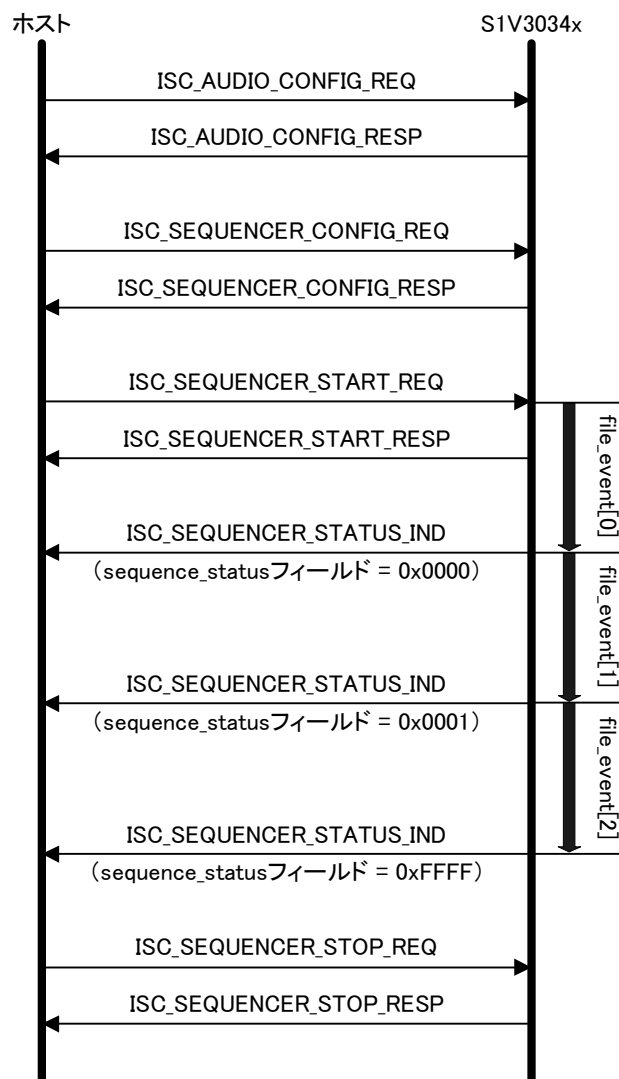 ホスト
S1V3034x
ISC_AUDIO_CONFIG_REQ
ISC_AUDIO_CONFIG_RESP
ISC_SEQUENCER_CONFIG_REQ
ISC_SEQUENCER_CONFIG_RESP
ISC_SEQUENCER_START_REQ
ISC_SEQUENCER_START_RESP
file_event[0]
ISC_SEQUENCER_STATUS_IND
（sequence_statusフィールド = 0x0000）
file_event[1]
ISC_SEQUENCER_STATUS_IND
（sequence_statusフィールド = 0x0001）
file_event[2]
ISC_SEQUENCER_STATUS_IND
（sequence_statusフィールド = 0xFFFF）
ISC_SEQUENCER_STOP_REQ
ISC_SEQUENCER_STOP_RESP